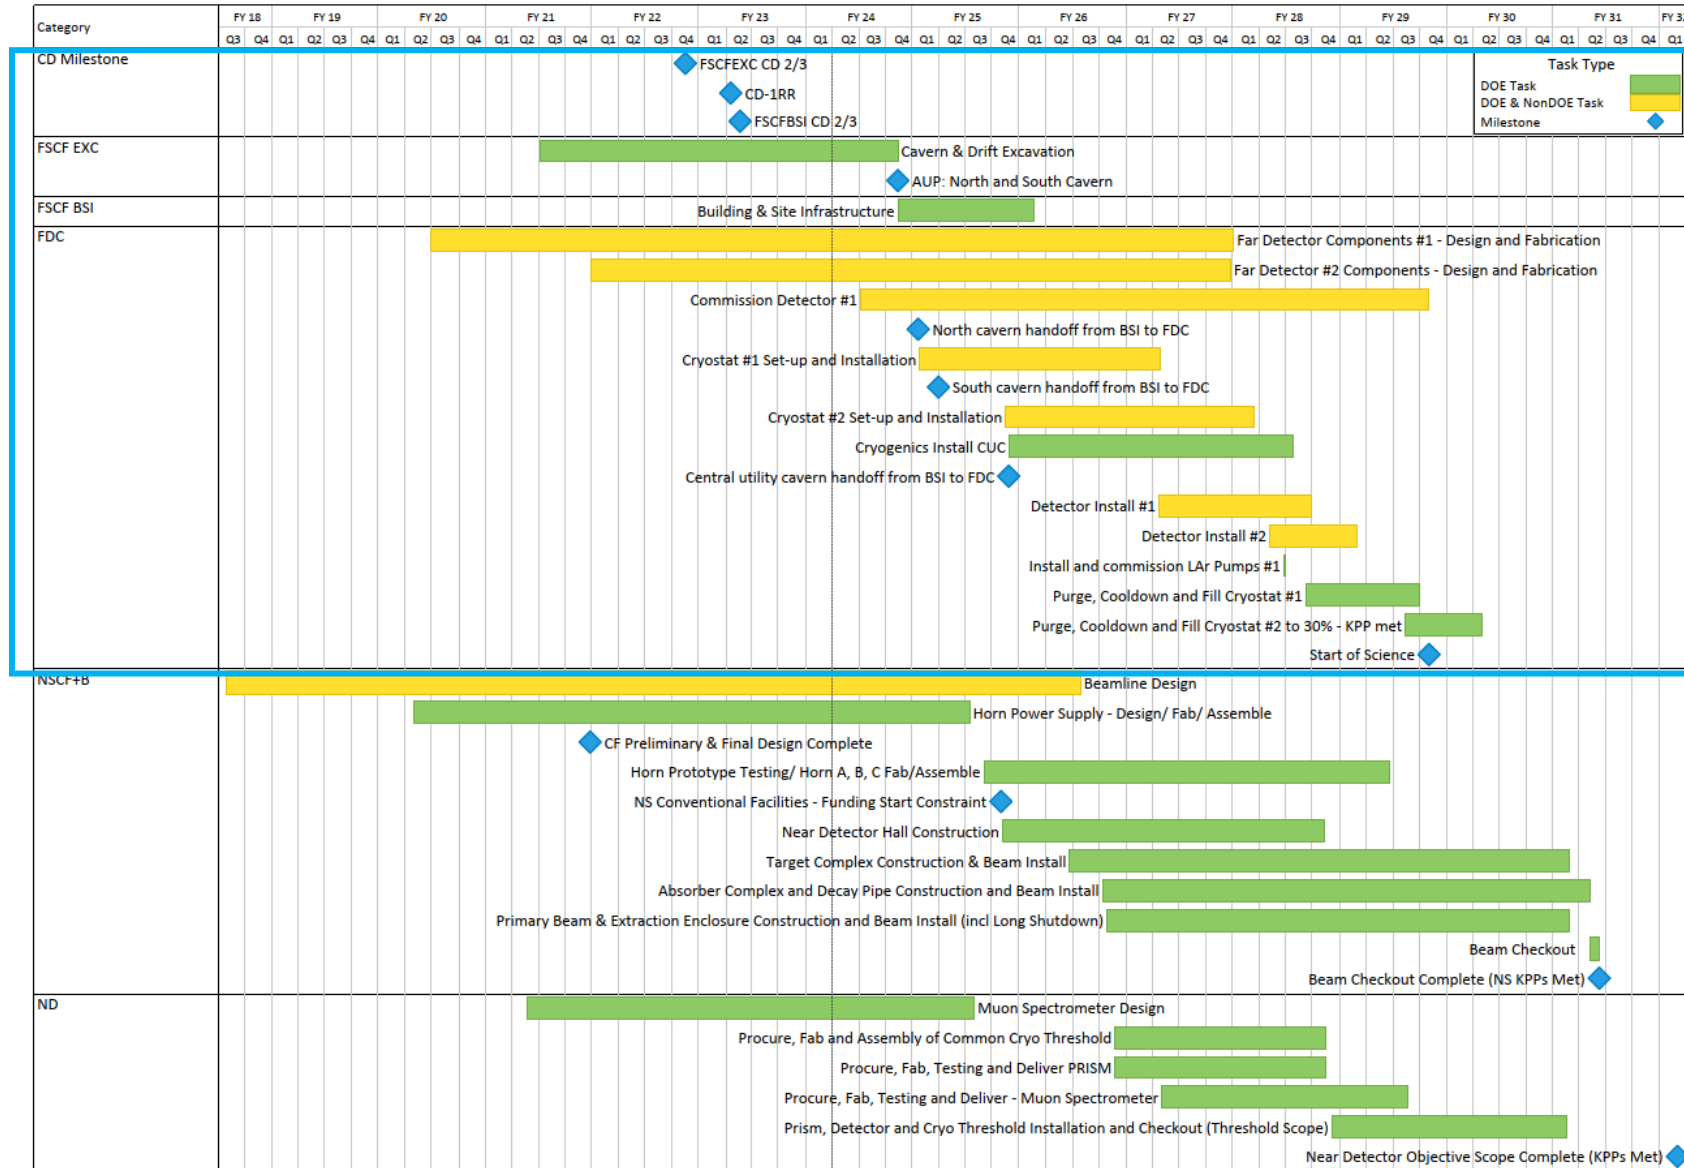 Category
FY 18 FY 19 FY 20 FY 21 FY 22 FY 23 FY 24 FY 25 FY 26 FY 27 FY 28 FY 29 FY 30 FY 31 FY 32
Q3 Q4 Q1 Q2 Q3 Q4 Q1 Q2 Q3 Q4 Q1 Q2 Q3 Q4 Q1 Q2 Q3 Q4 Q1 Q2 Q3 Q4 Q1 Q2 Q3 Q4 Q1 Q2 Q3 Q4 Q1 Q2 Q3 Q4 Q1 Q2 Q3 Q4 Q1 Q2 Q3 Q4 Q1 Q2 Q3 Q4 Q1 Q2 Q3 Q4 Q1 Q2 Q3 Q4 Q1
CD Milestone
Task Type
DOE Task
DOE & NonDOE Task
Milestone
FSCFEXC CD 2/3
CD-1RR
FSCFBSI CD 2/3
FSCF EXC
Cavern & Drift Excavation
AUP: North and South Cavern
FSCF BSI
Building & Site Infrastructure
FDC
Far Detector Components #1 - Design and Fabrication
Far Detector #2 Components - Design and Fabrication
Commission Detector #1
North cavern handoff from BSI to FDC
Cryostat #1 Set-up and Installation
South cavern handoff from BSI to FDC
Cryostat #2 Set-up and Installation
Cryogenics Install CUC
Central utility cavern handoff from BSI to FDC
Detector Install #1
Detector Install #2
Install and commission LAr Pumps #1
Purge, Cooldown and Fill Cryostat #1
Purge, Cooldown and Fill Cryostat #2 to 30% - KPP met
Start of Science
NSCF+B
Beamline Design
Horn Power Supply - Design/ Fab/ Assemble
CF Preliminary & Final Design Complete
Horn Prototype Testing/ Horn A, B, C Fab/Assemble
NS Conventional Facilities - Funding Start Constraint
Near Detector Hall Construction
Target Complex Construction & Beam Install
Absorber Complex and Decay Pipe Construction and Beam Install
Primary Beam & Extraction Enclosure Construction and Beam Install (incl Long Shutdown)
Beam Checkout
Beam Checkout Complete (NS KPPs Met)
ND
Muon Spectrometer Design
Procure, Fab and Assembly of Common Cryo Threshold
Procure, Fab, Testing and Deliver PRISM
Procure, Fab, Testing and Deliver - Muon Spectrometer
Prism, Detector and Cryo Threshold Installation and Checkout (Threshold Scope)
Near Detector Objective Scope Complete (KPPs Met)